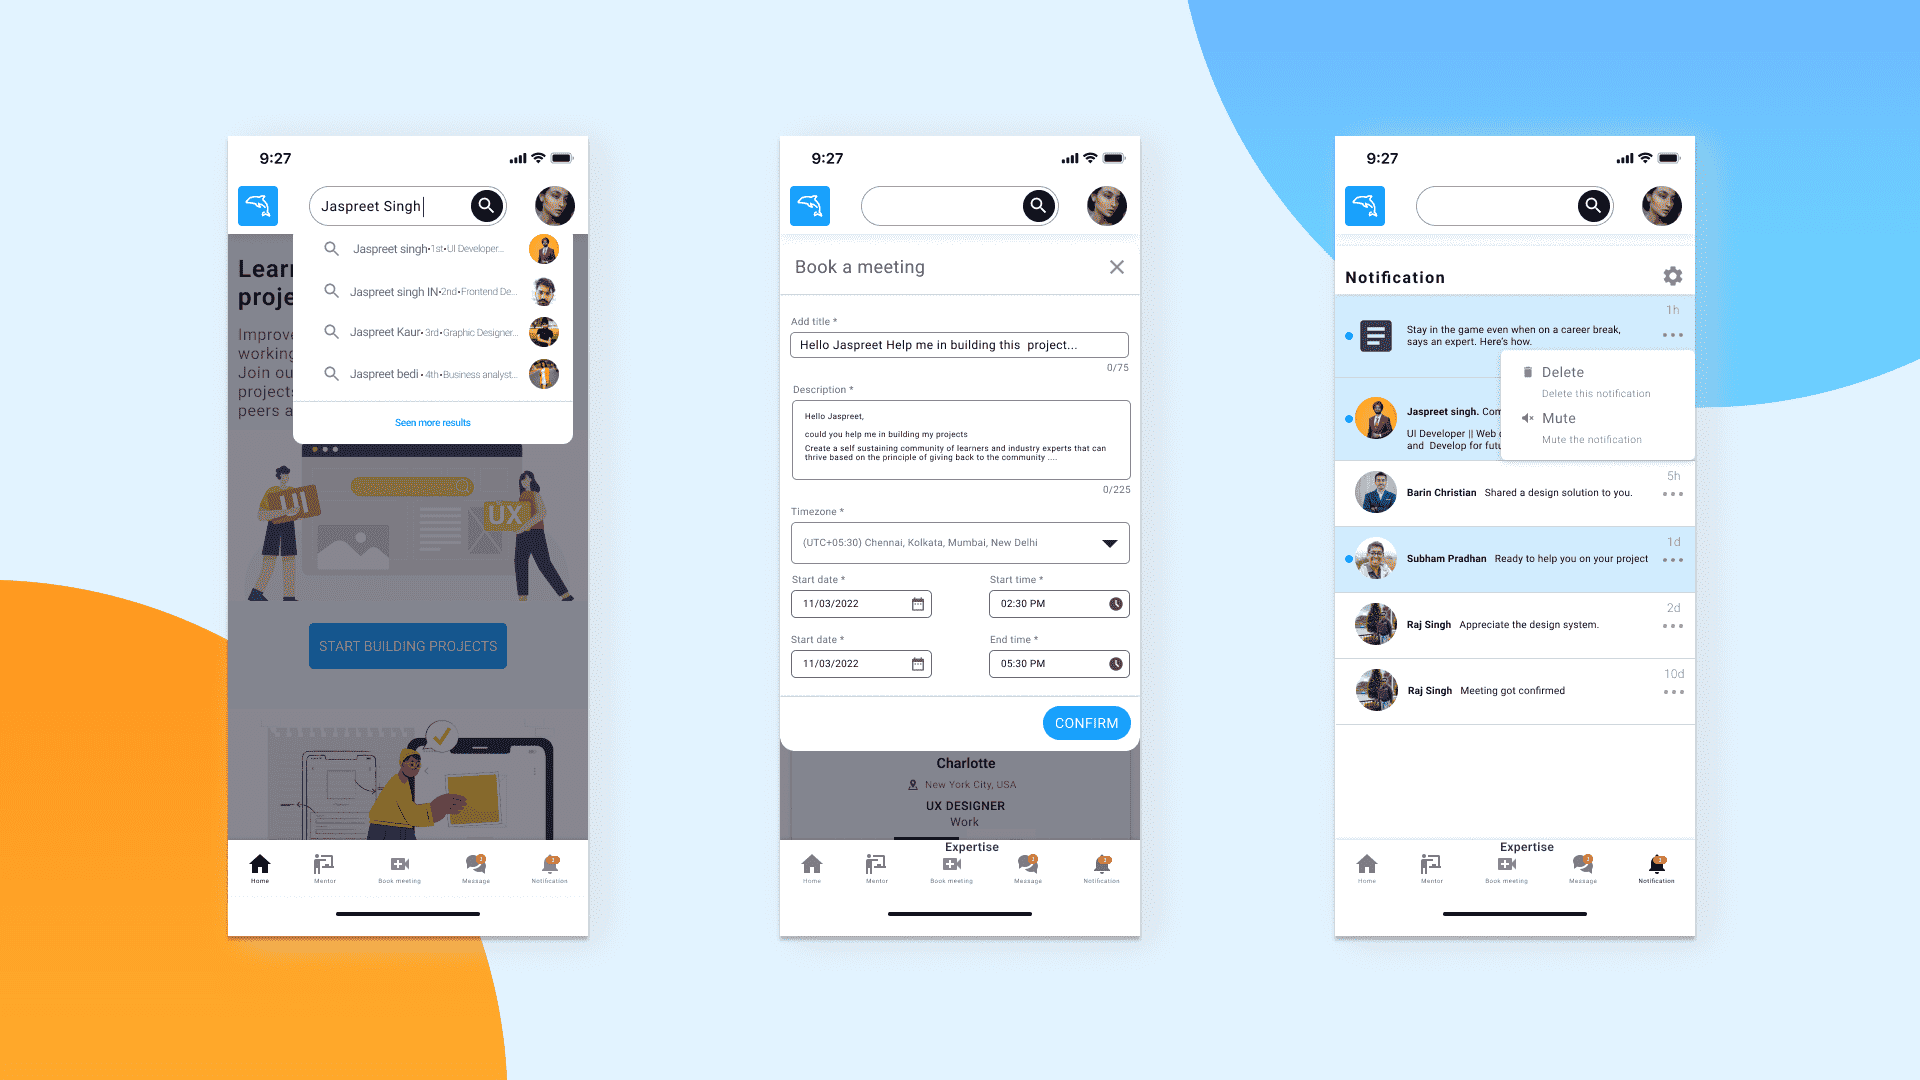 9:27
Jaspreet Singh
Jaspreet singh•1st•UI Developer...
Jaspreet singh IN•2nd•Frontend De...
Jaspreet Kaur• 3rd•Graphic Designer...
Jaspreet bedi • 4th•Business analyst...
Seen more results
Lear
proje
Improve
working
Join ou
project
peers a
UI
UX
START BUILDING PROJECTS
Home
Mentor
Book meeting
Message
Notification
9:27
Book a meeting
Add title *
Hello Jaspreet Help me in building this project...
0/75
Description *
Hello Jaspreet,
could you help me in building my projects
Create a self sustaining community of learners and industry experts that can
thrive based on the principle of giving back to the community ....
0/225
Timezone *
(UTC+05:30) Chennai, Kolkata, Mumbai, New Delhi
Start date *
Start time *
11/03/2022
02:30 PM
Start date *
End time *
11/03/2022
05:30 PM
CONFIRM
Charlotte
New York City, USA
UX DESIGNER
Work
Expertise
Home
Mentor
Book meeting
Message
Notification
9:27
Notification
1h
Stay in the game even when on a career break,
says an expert. Here's how.
Delete
Delete this notification
Mute
Mute the notification
Jaspreet singh. Com
UI Developer || Web
and Develop for futu
5h
Barin Christian Shared a design solution to you.
1d
Subham Pradhan Ready to help you on your project
2d
Raj Singh Appreciate the design system.
10d
Raj Singh Meeting got confirmed
Expertise
Home
Mentor
Book meeting
Message
Notification